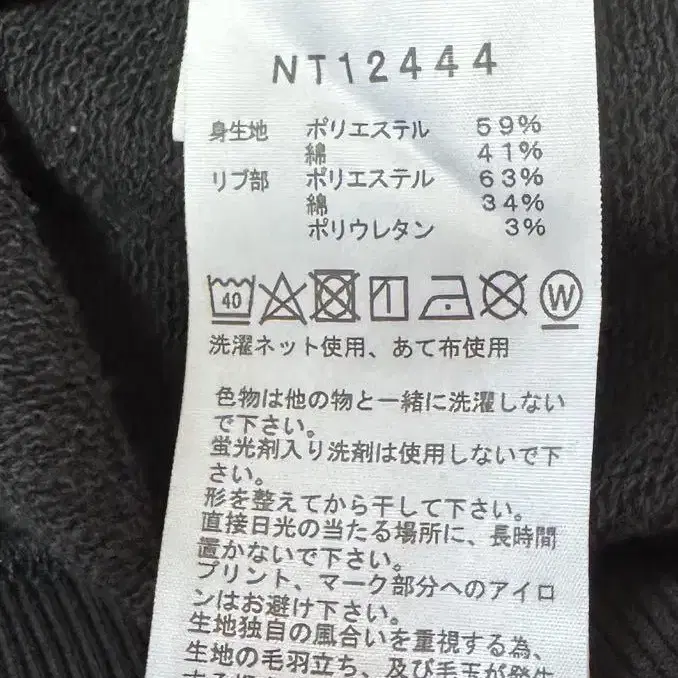 NT12444
身生地 ポリエステル 59%
綿 41%
リブ部 ポリエステル 63%
綿 34%
ポリウレタン 3%
40 W
洗濯ネット使用、あて布使用
色物は他の物と一緒に洗濯しない
で下さい。
蛍光剤入り洗剤は使用しないで下
さい。
形を整えてから干して下さい。
直接日光の当たる場所に、長時間
置かないで下さい。
プリント、マーク部分へのアイロ
ンはお避け下さい。
生地独自の風合いを重視する為、
生地の毛羽立ち、及び毛玉が発生